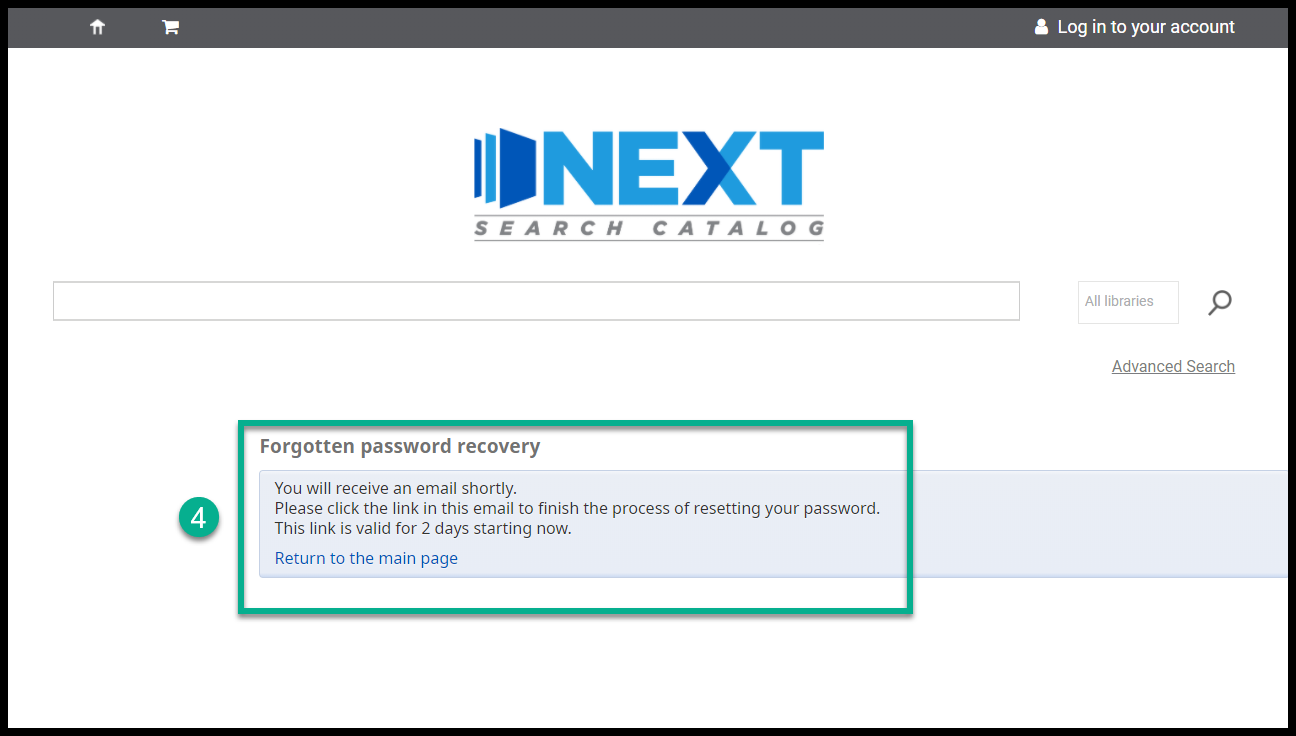 Log in to your account
NEXT
SEARCH CATALOG
All libraries
Advanced Search
Forgotten password recovery
4
You will receive an email shortly.
Please click the link in this email to finish the process of resetting your password.
This link is valid for 2 days starting now.
Return to the main page